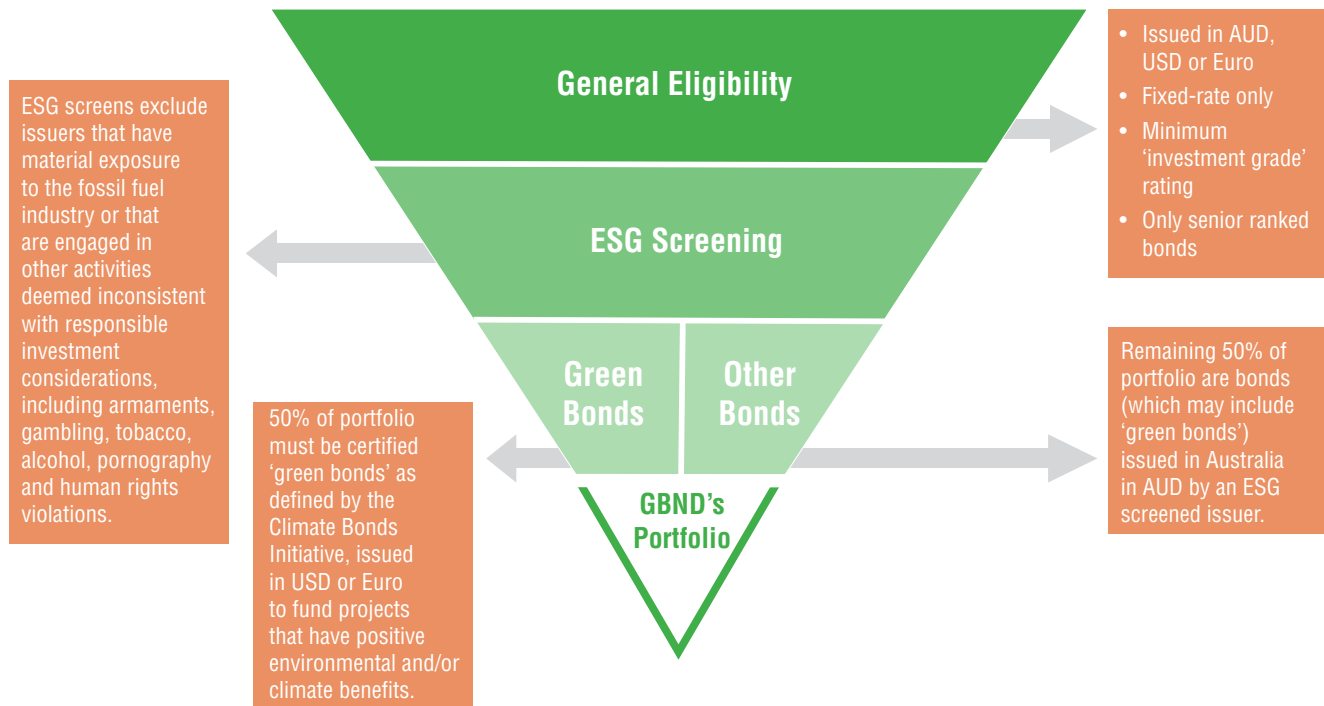 General Eligibility
• Issued in AUD,
USD or Euro
• Fixed-rate only
• Minimum
‘investment grade’
rating
• Only senior ranked
bonds
ESG Screening
ESG screens exclude
issuers that have
material exposure
to the fossil fuel
industry or that
are engaged in
other activities
deemed inconsistent
with responsible
investment
considerations,
including armaments,
gambling, tobacco,
alcohol, pornography
and human rights
violations.
Green
Bonds
50% of portfolio
must be certified
‘green bonds’ as
defined by the
Climate Bonds
Initiative, issued
in USD or Euro
to fund projects
that have positive
environmental and/or
climate benefits.
Other
Bonds
Remaining 50% of
portfolio are bonds
(which may include
‘green bonds’)
issued in Australia
in AUD by an ESG
screened issuer.
GBND’s
Portfolio